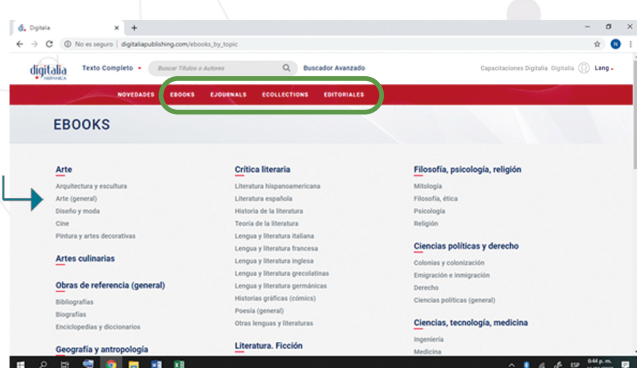 Digitalia
No es seguro | digitaliapublishing.com/ebooks_by_topic
digitalia
HISPÁNICA
Texto Completo
Buscar Títulos o Autores
Buscador Avanzado
Capacitaciones Digitalia Digitalia
Lang
NOVEDADES EBOOKS EJOURNALS ECOLLECTIONS EDITORIALES
EBOOKS
Arte
Arquitectura y escultura
Arte (general)
Diseño y moda
Cine
Pintura y artes decorativas
Artes culinarias
Obras de referencia (general)
Bibliografías
Biografías
Enciclopedias y diccionarios
Geografía y antropología
Crítica literaria
Literatura hispanoamericana
Literatura española
Historia de la literatura
Teoría de la literatura
Lengua y literatura italiana
Lengua y literatura francesa
Lengua y literatura inglesa
Lengua y literatura grecolatinas
Lengua y literatura germánicas
Historias gráficas (cómics)
Poesía (general)
Otras lenguas y literaturas
Literatura. Ficción
Filosofía, psicología, religión
Mitología
Filosofía, ética
Psicología
Religión
Ciencias políticas y derecho
Colonias y colonización
Emigración e inmigración
Derecho
Ciencias políticas (general)
Ciencias, tecnología, medicina
Ingeniería
Medicina
ESP
6:44 p. m.